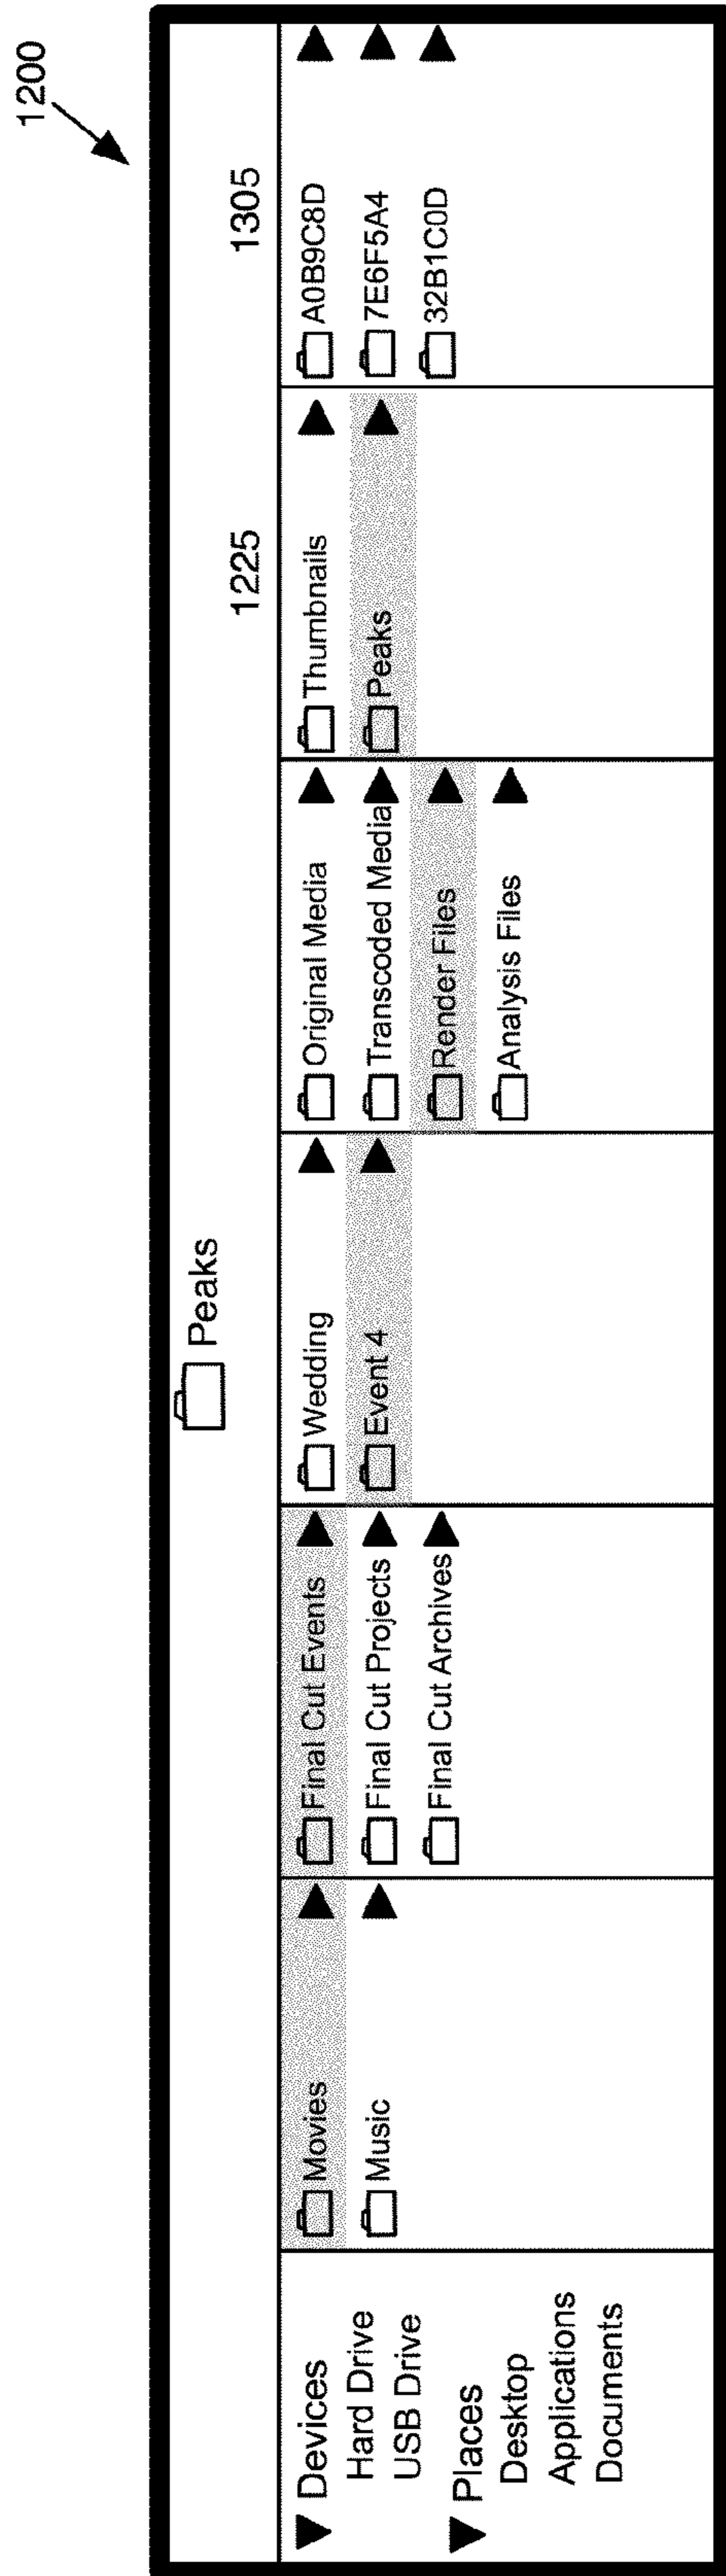 1200
Peaks
1225
1305
Devices
Hard Drive
USB Drive
Places
Desktop
Applications
Documents
Movies
Music
Final Cut Events
Final Cut Projects
Final Cut Archives
Wedding
Event 4
Original Media
Transcoded Media
Render Files
Analysis Files
Thumbnails
Peaks
A0B9C8D
7E6F5A4
32B1C0D